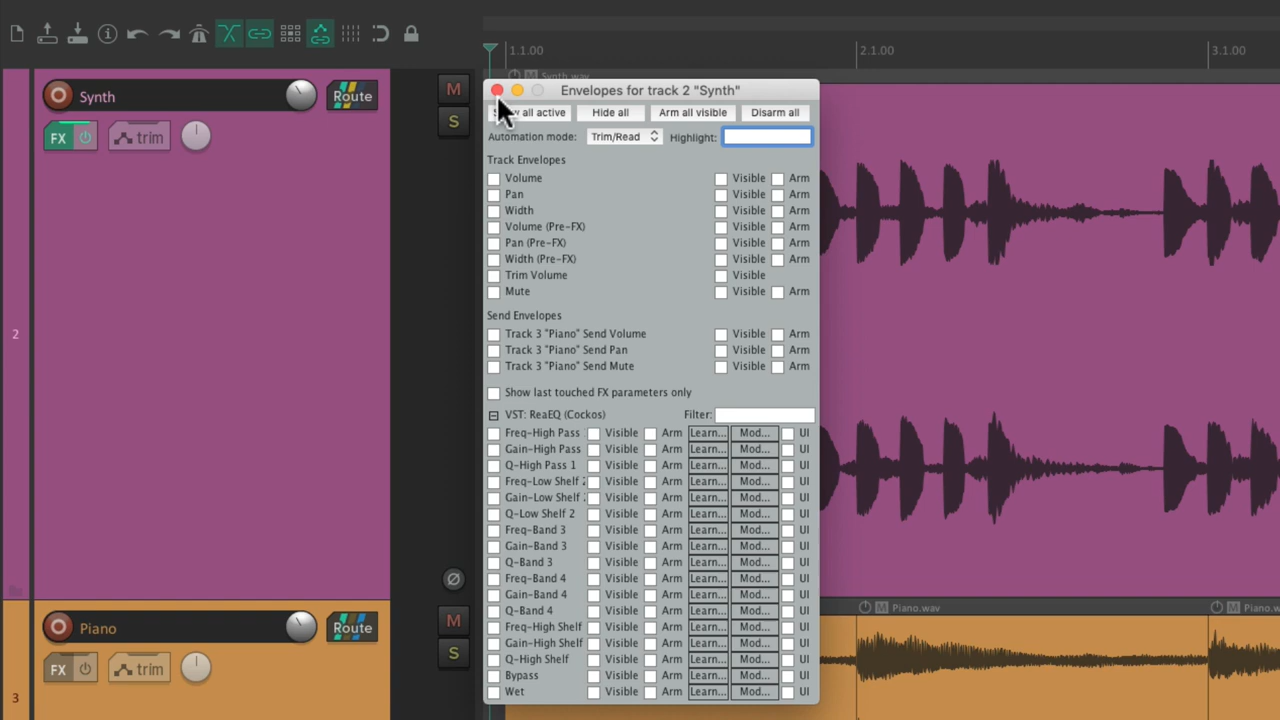 1.1.00
2.1.00
3.1.00
Synth.wav
Synth
Route
M
S
FX
trim
2
Envelopes for track 2 "Synth"
all active
Hide all
Arm all visible
Disarm all
Automation mode: Trim/Read Highlight:
Track Envelopes
Volume Visible Arm
Pan Visible Arm
Width Visible Arm
Volume (Pre-FX) Visible Arm
Pan (Pre-FX) Visible Arm
Width (Pre-FX) Visible Arm
Trim Volume Visible
Mute Visible Arm
Send Envelopes
Track 3 "Piano" Send Volume Visible Arm
Track 3 "Piano" Send Pan Visible Arm
Track 3 "Piano" Send Mute Visible Arm
Show last touched FX parameters only
VST: ReaEQ (Cockos) Filter:
Freq-High Pass Visible Arm Learn... Mod... UI
Gain-High Pass Visible Arm Learn... Mod... UI
Q-High Pass 1 Visible Arm Learn... Mod... UI
Freq-Low Shelf Visible Arm Learn... Mod... UI
Gain-Low Shelf Visible Arm Learn... Mod... UI
Q-Low Shelf 2 Visible Arm Learn... Mod... UI
Freq-Band 3 Visible Arm Learn... Mod... UI
Gain-Band 3 Visible Arm Learn... Mod... UI
Q-Band 3 Visible Arm Learn... Mod... UI
Freq-Band 4 Visible Arm Learn... Mod... UI
Gain-Band 4 Visible Arm Learn... Mod... UI
Q-Band 4 Visible Arm Learn... Mod... UI
Freq-High Shelf Visible Arm Learn... Mod... UI
Gain-High Shelf Visible Arm Learn... Mod... UI
Q-High Shelf Visible Arm Learn... Mod... UI
Bypass Visible Arm Learn... Mod... UI
Wet Visible Arm Learn... Mod... UI
M Piano.wav
M Piano.w
Piano
Route
M
S
FX
trim
3